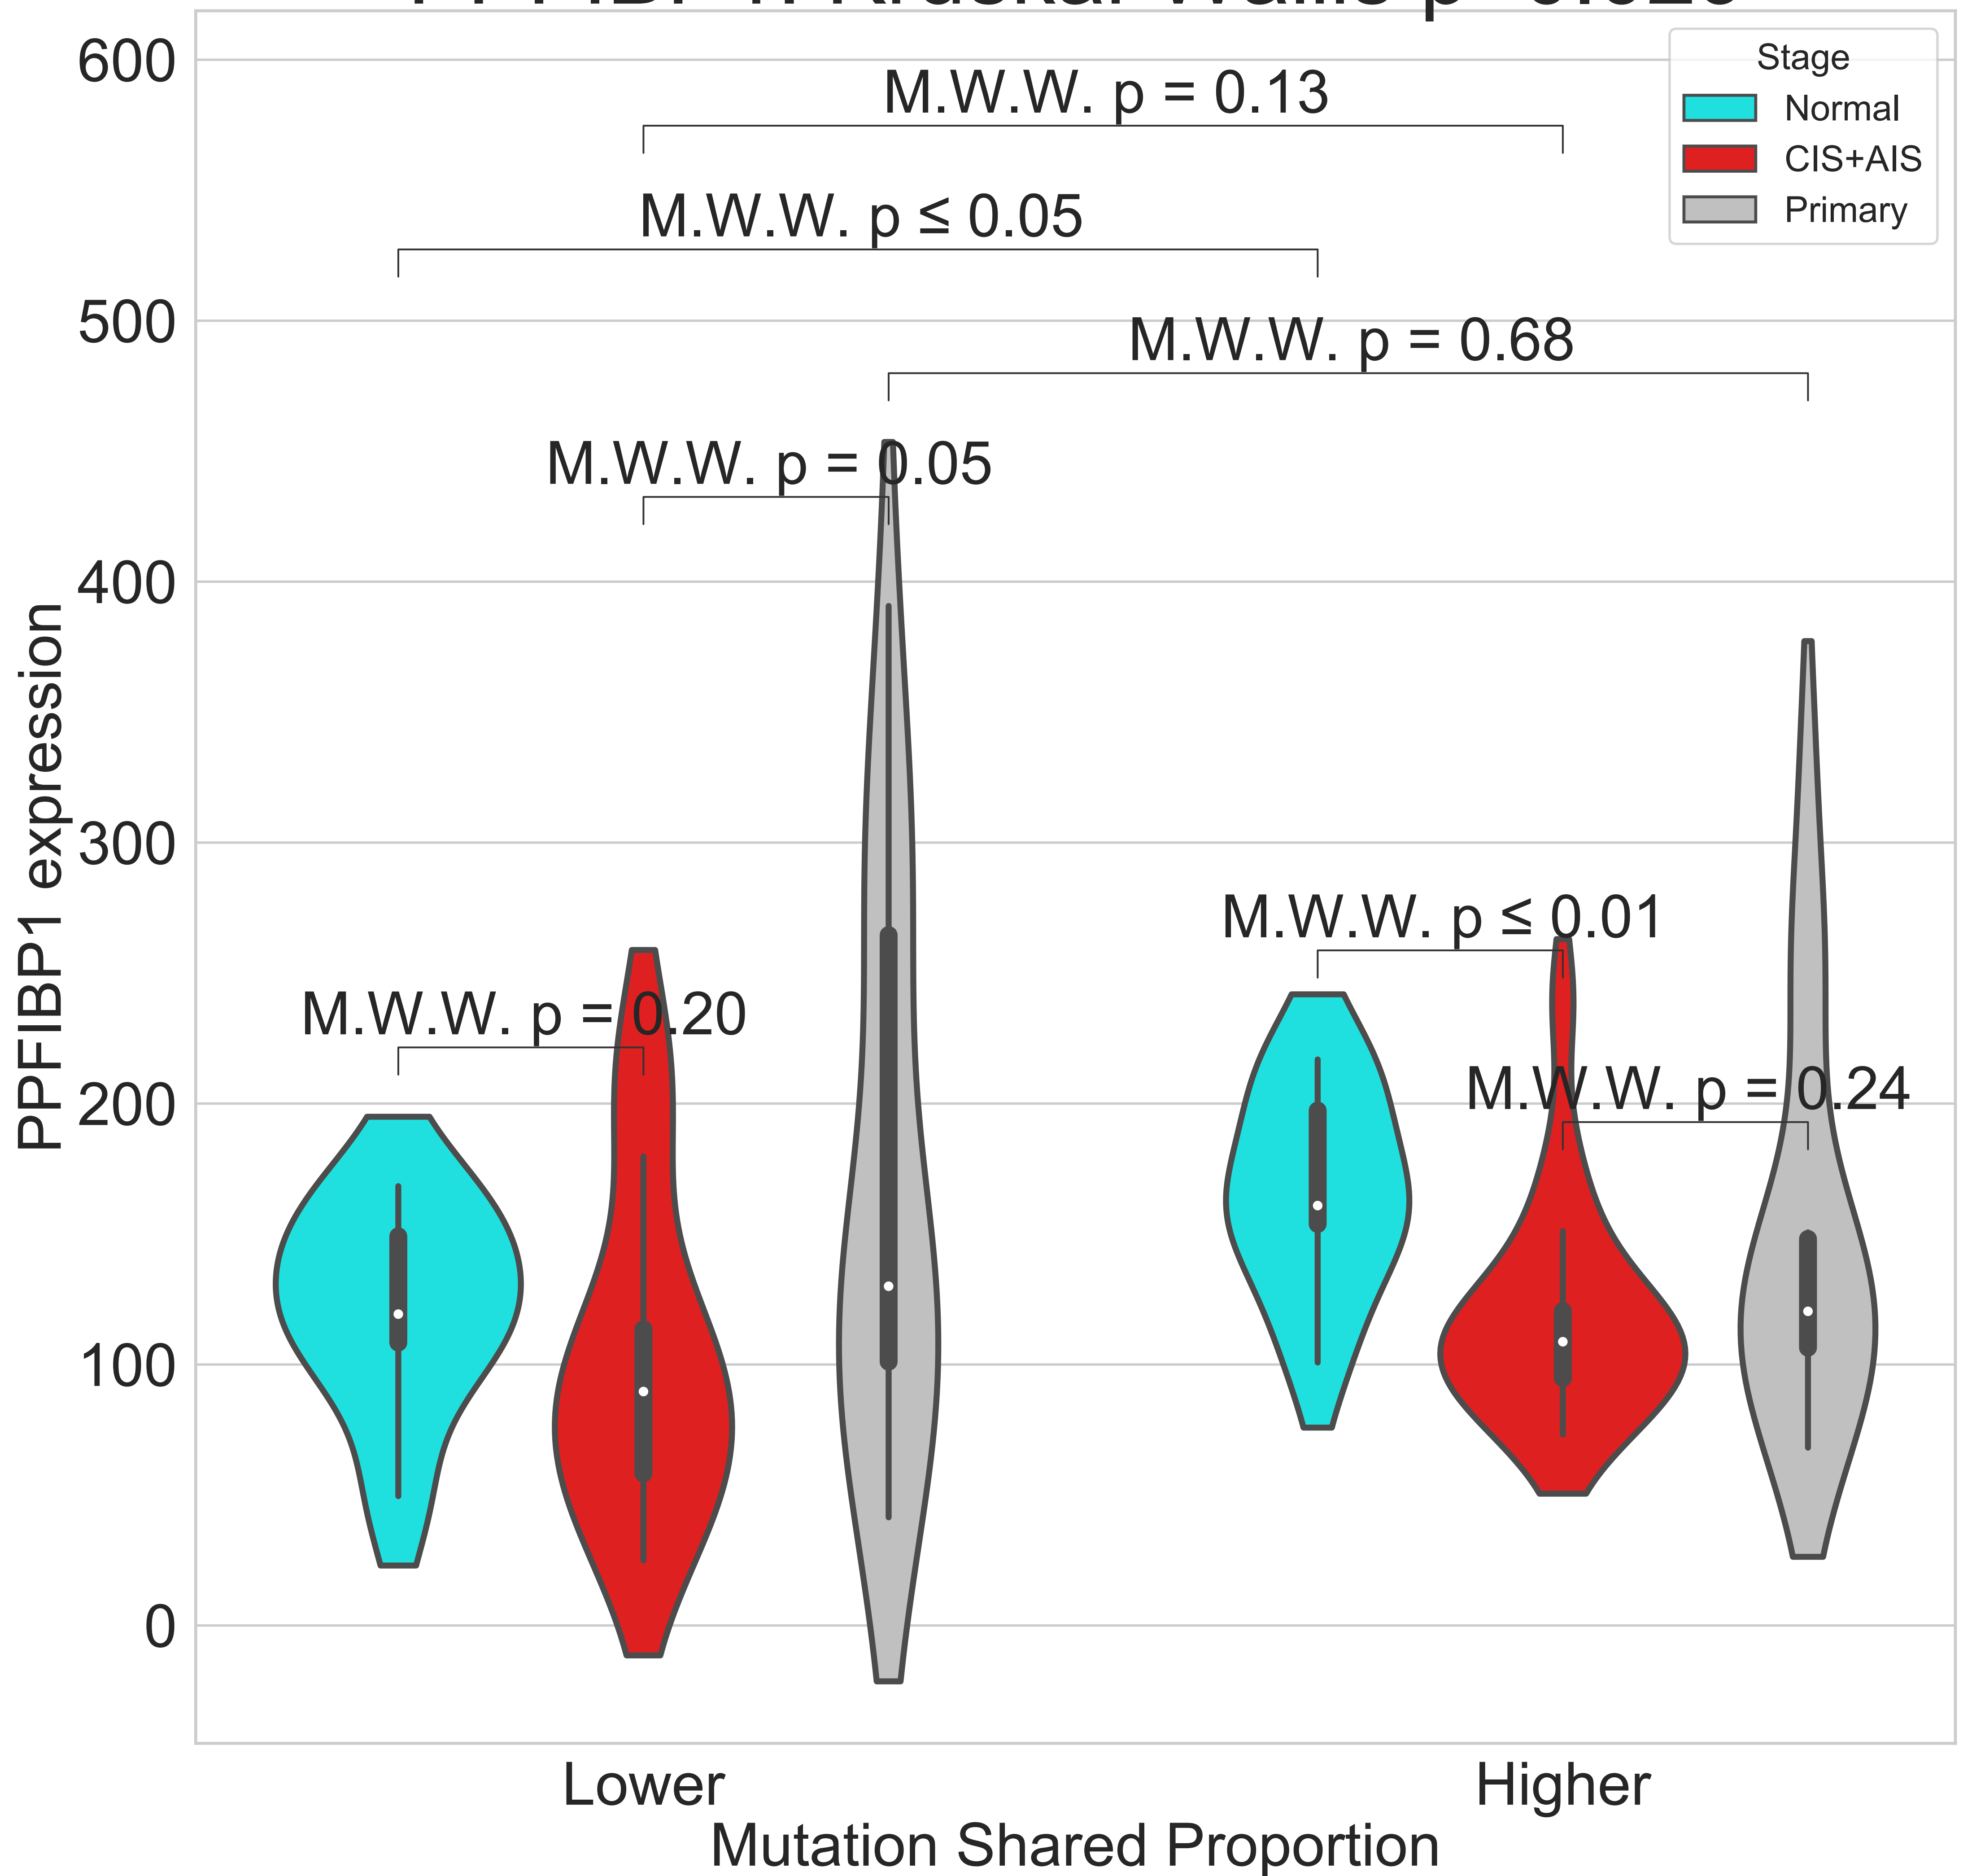 600
500
400
300
200
100
0
PPFIBP1 expression
M.W.W. p = 0.13
M.W.W. p ≤ 0.05
M.W.W. p = 0.68
M.W.W. p = 0.05
M.W.W. p ≤ 0.01
M.W.W. p = 0.20
M.W.W. p = 0.24
Stage
Normal
CIS+AIS
Primary
Lower
Higher
Mutation Shared Proportion